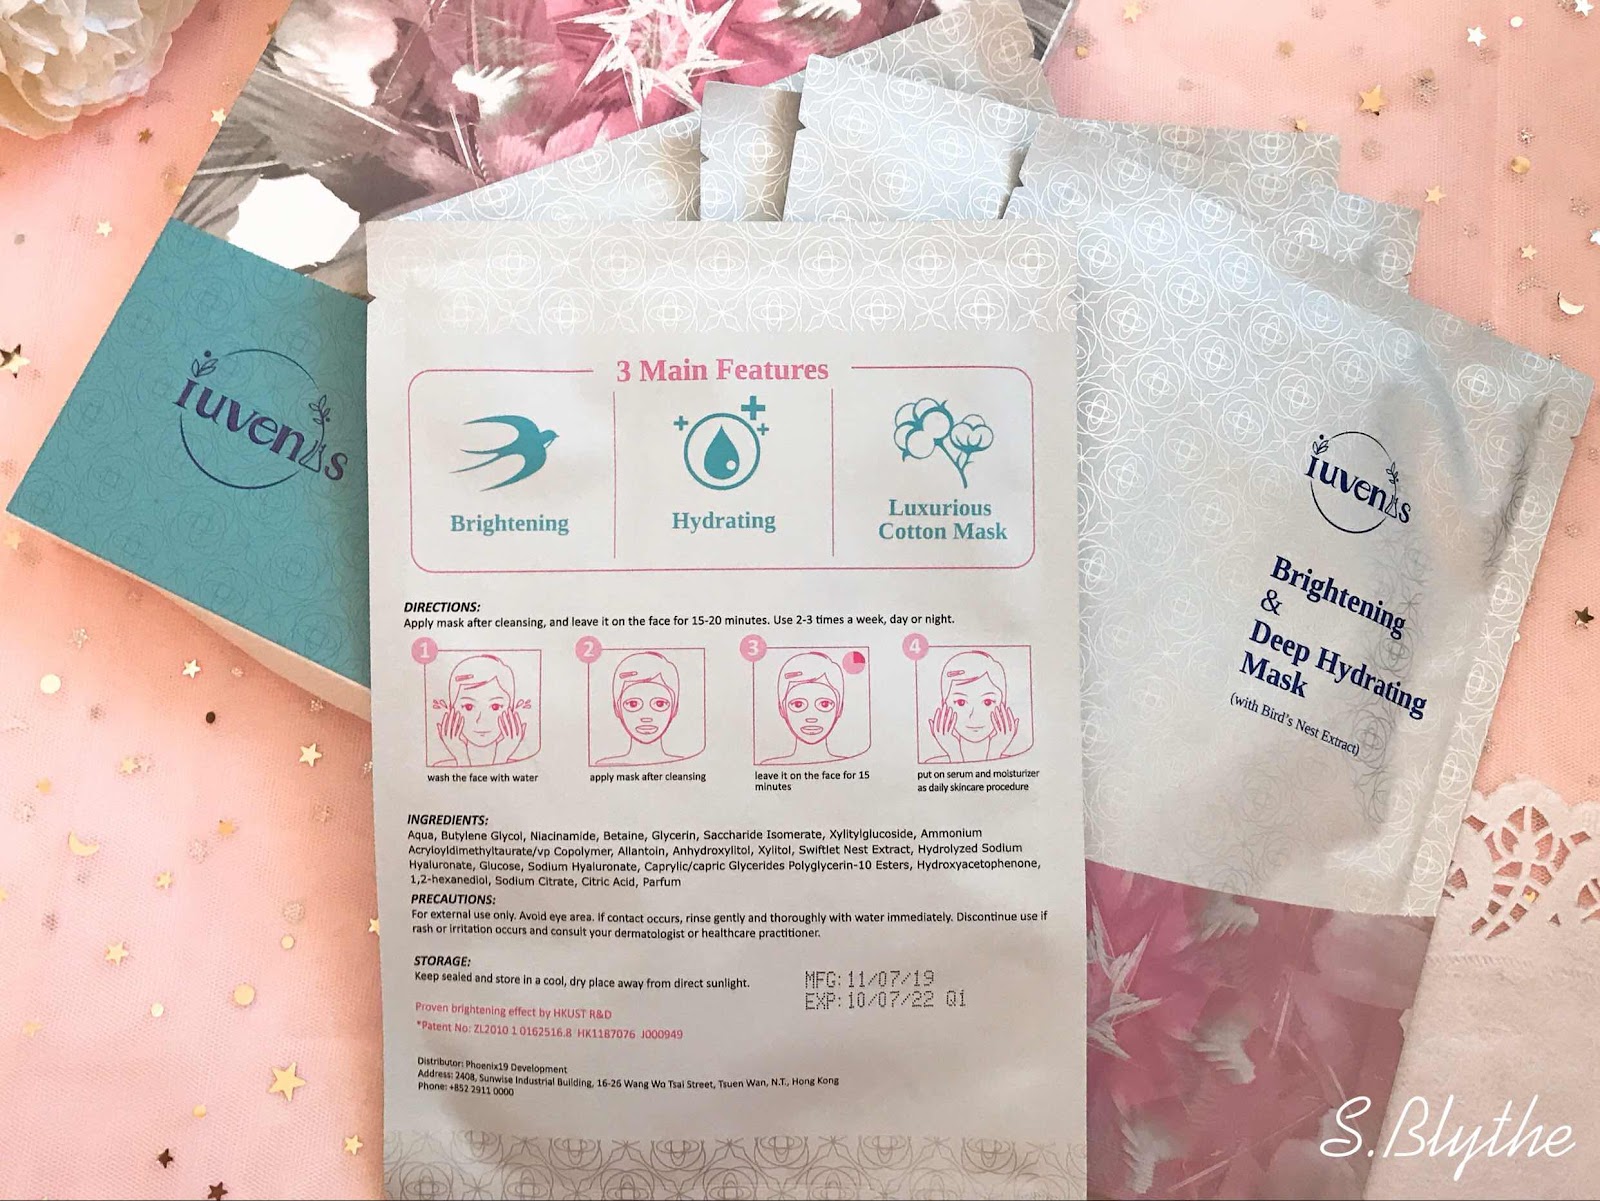 Iuvenus
3 Main Features
Brightening
Hydrating
Luxurious
Cotton Mask
DIRECTIONS:
Apply mask after cleansing, and leave it on the face for 15-20 minutes. Use 2-3 times a week, day or night.
1
wash the face with water
2
apply mask after cleansing
3
leave it on the face for 15
minutes
4
put on serum and moisturizer
as daily skincare procedure
INGREDIENTS:
Aqua, Butylene Glycol, Niacinamide, Betaine, Glycerin, Saccharide Isomerate, Xylitylglucoside, Ammonium
Acryloyldimethyltaurate/vp Copolymer, Allantoin, Anhydroxylitol, Xylitol, Swiftlet Nest Extract, Hydrolyzed Sodium
Hyaluronate, Glucose, Sodium Hyaluronate, Caprylic/capric Glycerides Polyglycerin-10 Esters, Hydroxyacetophenone,
1,2-hexanediol, Sodium Citrate, Citric Acid, Parfum
PRECAUTIONS:
For external use only. Avoid eye area. If contact occurs, rinse gently and thoroughly with water immediately. Discontinue use if
rash or irritation occurs and consult your dermatologist or healthcare practitioner.
STORAGE:
Keep sealed and store in a cool, dry place away from direct sunlight.
MFG: 11/07/19
EXP: 10/07/22 Q1
Proven brightening effect by HKUST R&D
*Patent No: ZL2010 1 0162516.8 HK1187076 J000949
Distributor: Phoenix19 Development
Address: 2408, Sunwise Industrial Building, 16-26 Wang Wo Tsai Street, Tsuen Wan, N.T., Hong Kong
Phone: +852 2911 0000
Iuvenus
Brightening
&
Deep Hydrating
Mask
(with Bird's Nest Extract)
S.Blythe